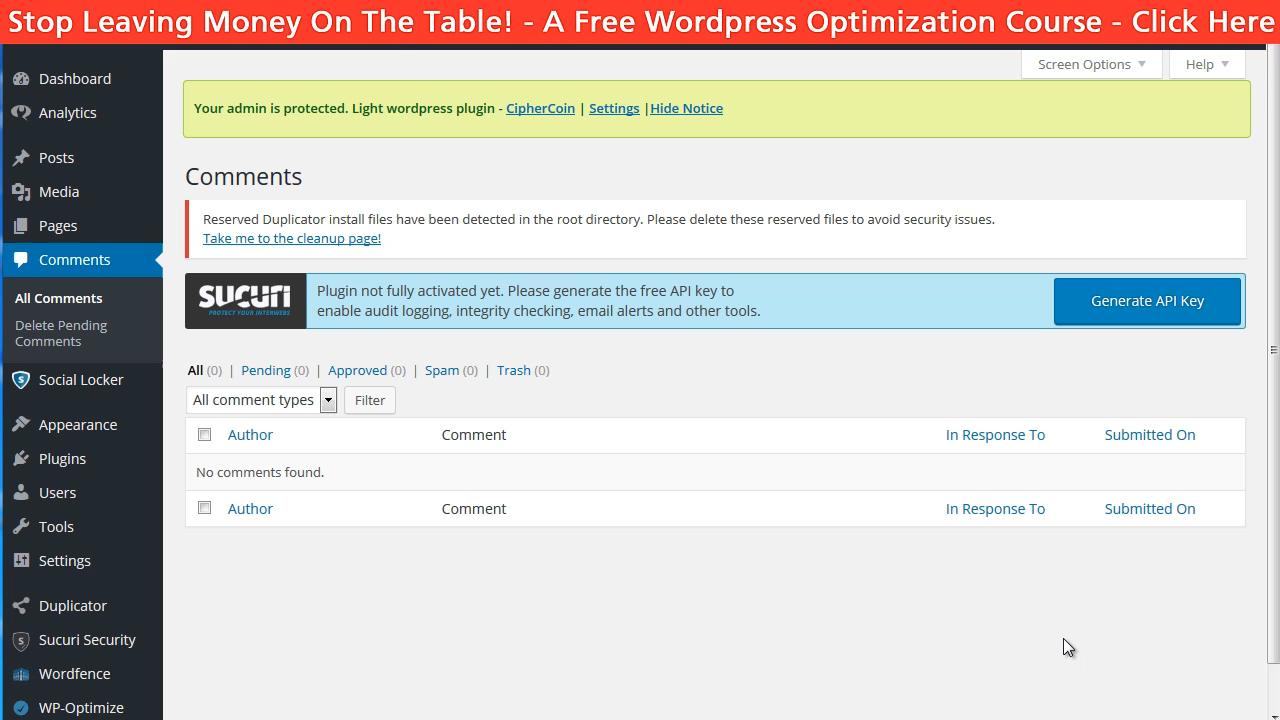 Stop Leaving Money On The Table! - A Free Wordpress Optimization Course - Click Here
Screen Options
Help
Dashboard
Analytics
Posts
Media
Pages
Comments
All Comments
Delete Pending
Comments
Social Locker
Appearance
Plugins
Users
Tools
Settings
Duplicator
Sucuri Security
Wordfence
WP-Optimize
Your admin is protected. Light wordpress plugin - CipherCoin | Settings |Hide Notice
Comments
Reserved Duplicator install files have been detected in the root directory. Please delete these reserved files to avoid security issues.
Take me to the cleanup page!
sucuri
PROTECT YOUR INTERWEBS
Plugin not fully activated yet. Please generate the free API key to
enable audit logging, integrity checking, email alerts and other tools.
Generate API Key
All (0) | Pending (0) | Approved (0) | Spam (0) | Trash (0)
All comment types Filter
Author Comment In Response To Submitted On
No comments found.
Author Comment In Response To Submitted On